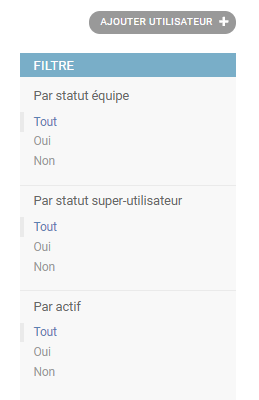 AJOUTER UTILISATEUR +
FILTRE
Par statut équipe
Tout
Oui
Non
Par statut super-utilisateur
Tout
Oui
Non
Par actif
Tout
Oui
Non